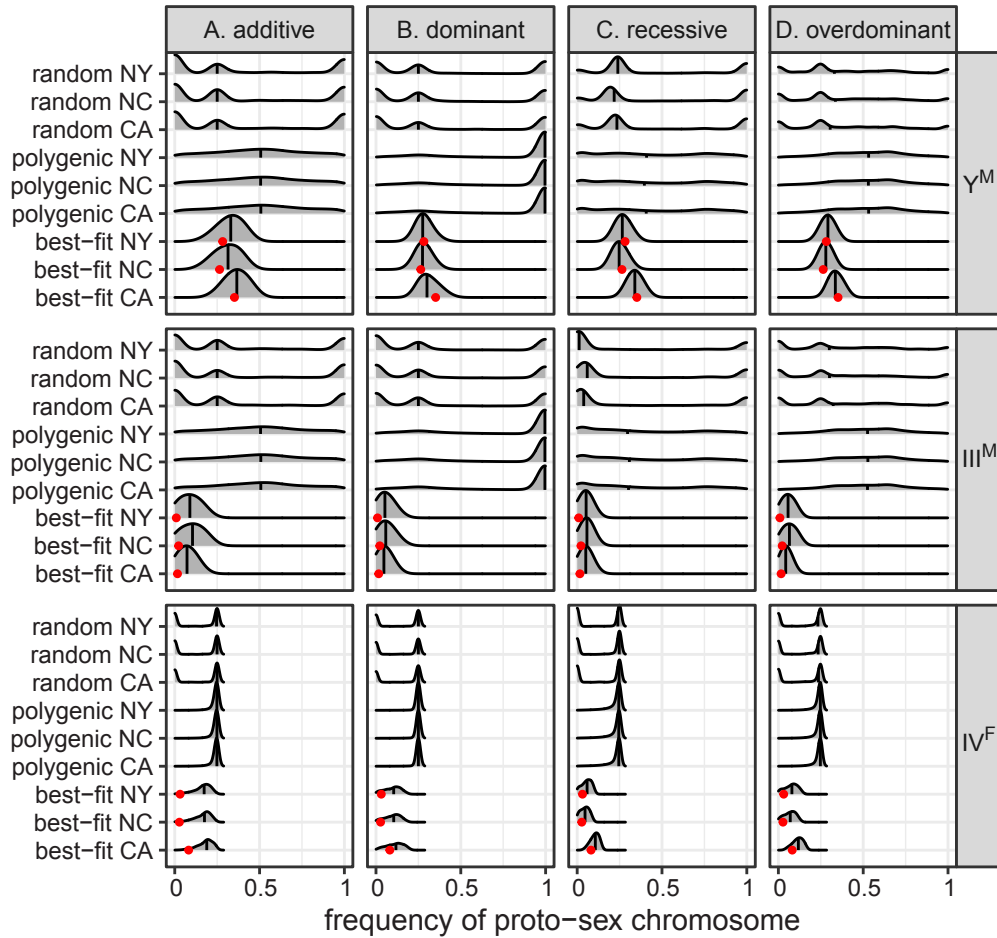 A. additive B. dominant C. recessive D. overdominant
random NY
random NC
random CA
polygenic NY
polygenic NC
polygenic CA
best−fit NY
best−fit NC
best−fit CA
Y^M
random NY
random NC
random CA
polygenic NY
polygenic NC
polygenic CA
best−fit NY
best−fit NC
best−fit CA
III^M
random NY
random NC
random CA
polygenic NY
polygenic NC
polygenic CA
best−fit NY
best−fit NC
best−fit CA
IV^F
0 0.5 1 0 0.5 1 0 0.5 1 0 0.5 1
frequency of proto−sex chromosome